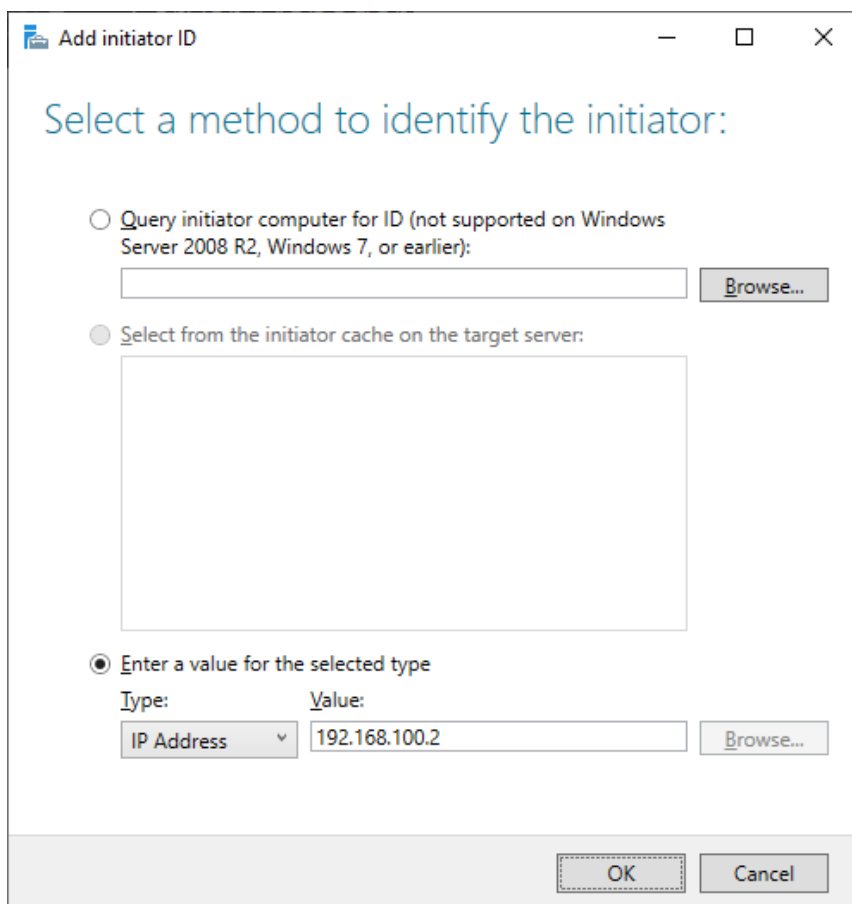 Add initiator ID
Select a method to identify the initiator:
Query initiator computer for ID (not supported on Windows
Server 2008 R2, Windows 7, or earlier):
Browse...
Select from the initiator cache on the target server:
Enter a value for the selected type
Type: Value:
IP Address 192.168.100.2 Browse...
OK Cancel